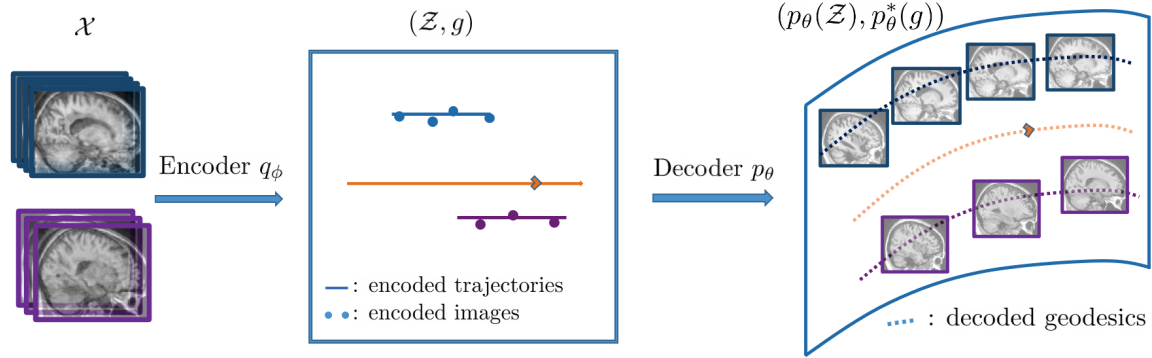 𝒳
(𝒵, g)
(p_θ(𝒵), p*_θ(g))
Encoder q_ϕ
Decoder p_θ
: encoded trajectories
: encoded images
: decoded geodesics